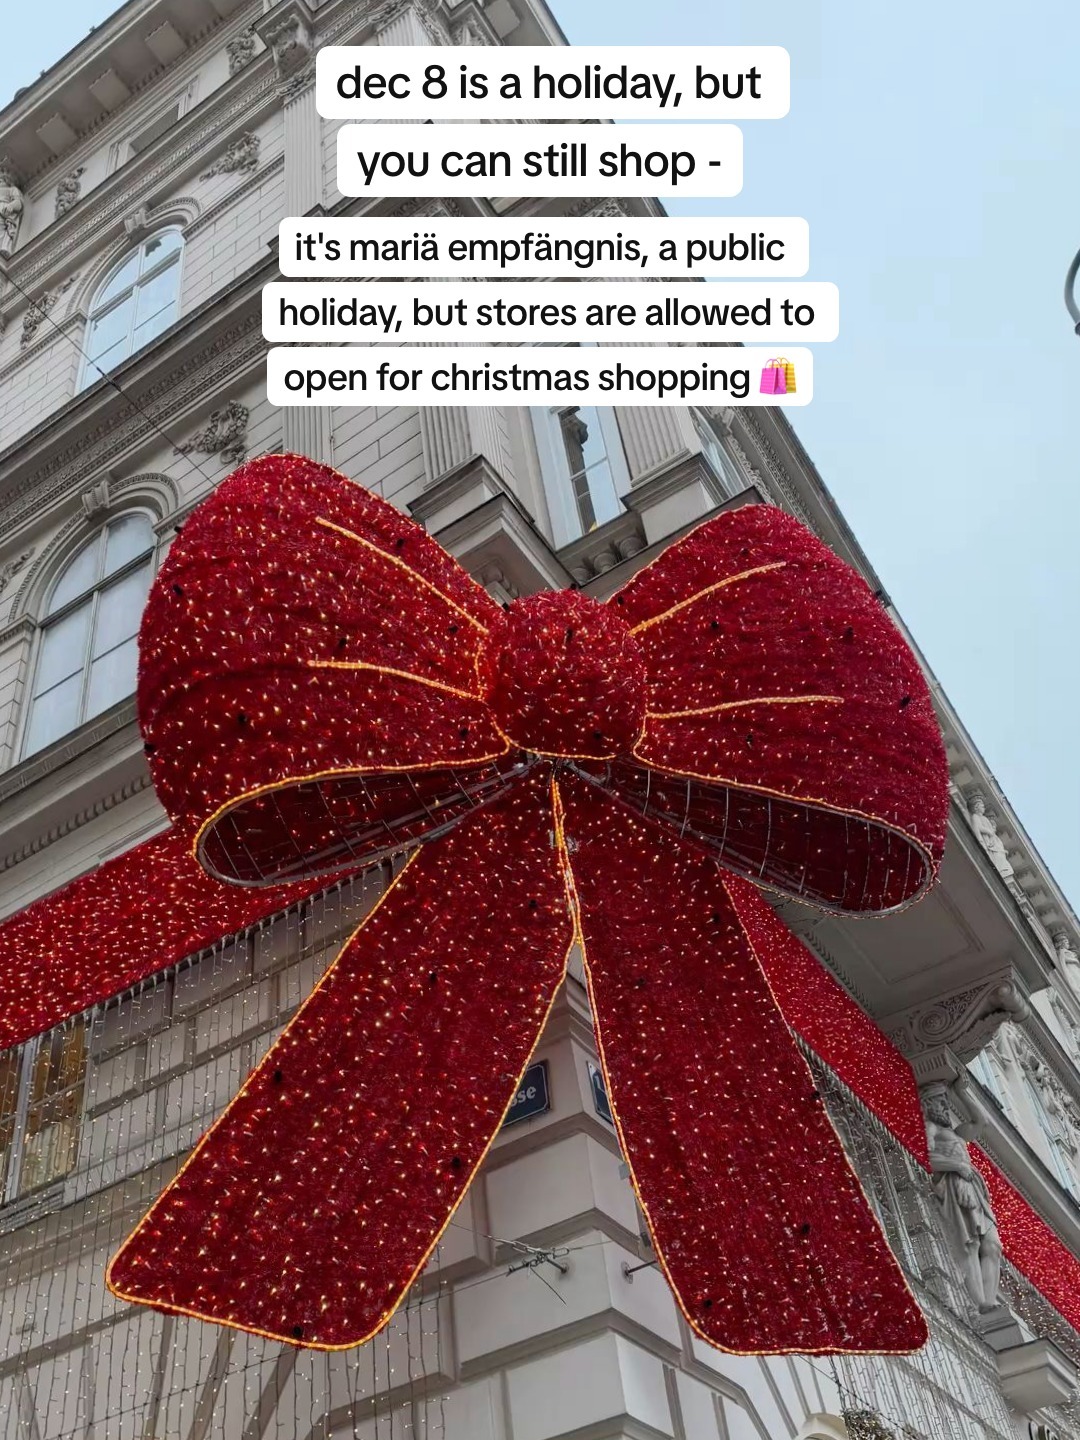 dec 8 is a holiday, but
you can still shop -
it's mariä empfängnis, a public
holiday, but stores are allowed to
open for christmas shopping 🛍️